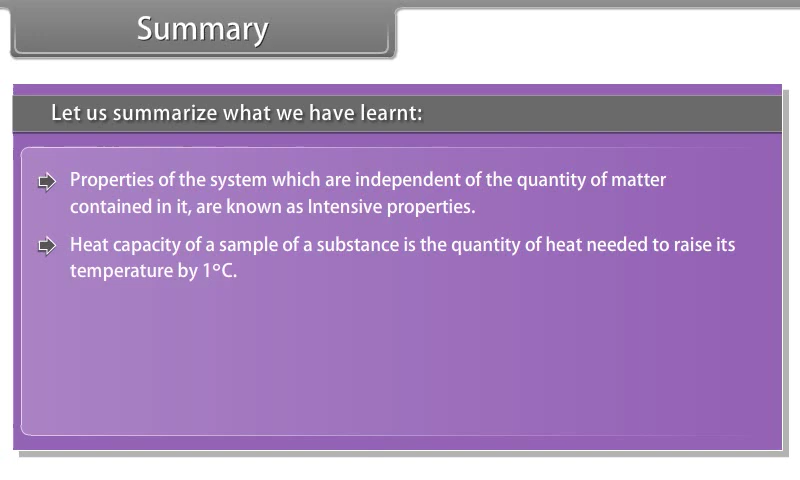 Summary
Let us summarize what we have learnt:
Properties of the system which are independent of the quantity of matter
contained in it, are known as Intensive properties.
Heat capacity of a sample of a substance is the quantity of heat needed to raise its
temperature by 1ºC.